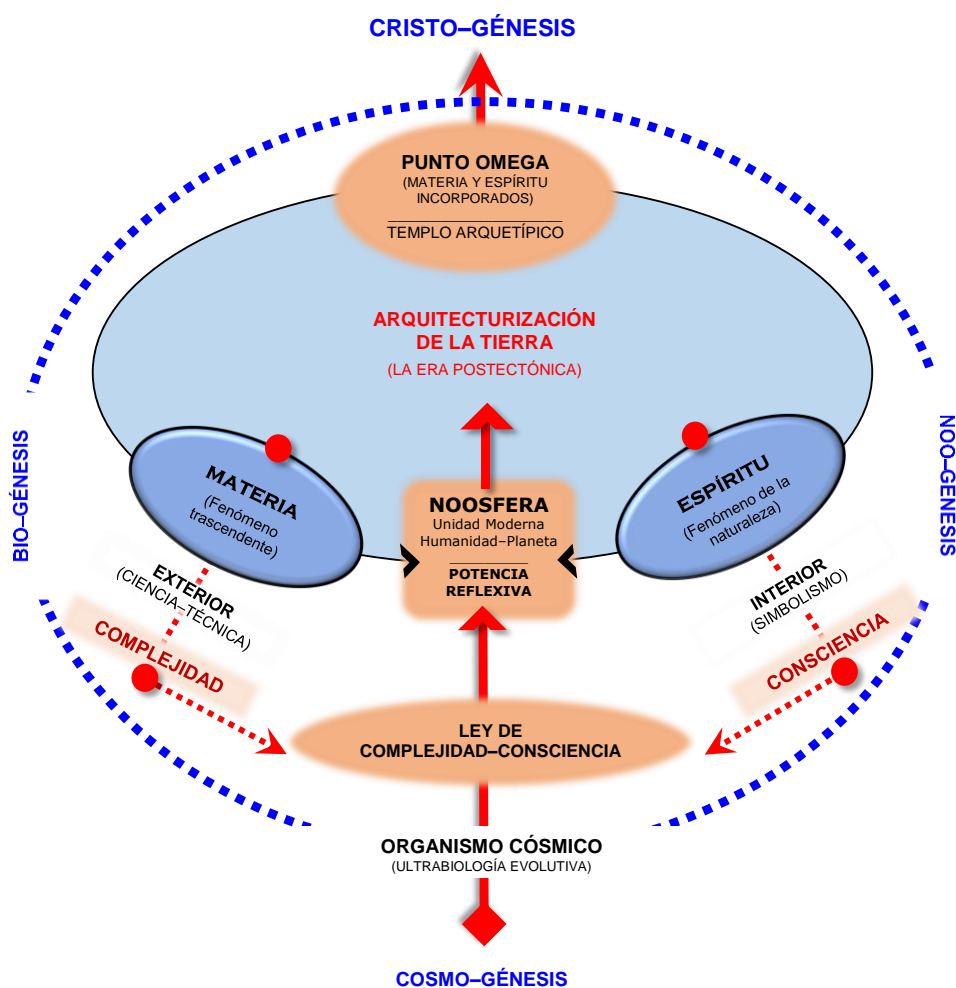 CRISTO–GÉNESIS
PUNTO OMEGA
(MATERIA Y ESPÍRITU
INCORPORADOS)
TEMPLO ARQUETÍPICO
ARQUITECTURIZACIÓN
DE LA TIERRA
(LA ERA POSTECTÓNICA)
BIO–GÉNESIS
NOO–GENESIS
MATERIA
(Fenómeno
trascendente)
ESPÍRITU
(Fenómeno de la
naturaleza)
NOOSFERA
Unidad Moderna
Humanidad–Planeta
POTENCIA
REFLEXIVA
EXTERIOR
(CIENCIA–TÉCNICA)
INTERIOR
(SIMBOLISMO)
COMPLEJIDAD
CONSCIENCIA
LEY DE
COMPLEJIDAD–CONSCIENCIA
ORGANISMO CÓSMICO
(ULTRABIOLOGÍA EVOLUTIVA)
COSMO–GÉNESIS